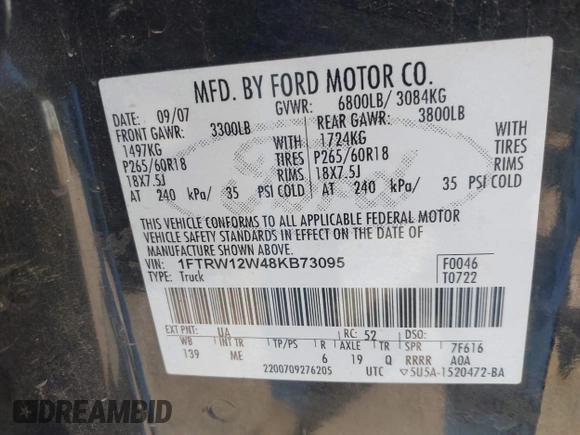 MFD. BY FORD MOTOR CO.
DATE: 09/07 GVWR: 6800LB/ 3084KG
FRONT GAWR: 3300LB REAR GAWR: 3800LB
1497KG WITH 1724KG WITH
P265/60R18 TIRES P265/60R18 TIRES
18X7.5J RIMS 18X7.5J RIMS
AT 240 kPa/ 35 PSI COLD AT 240 kPa/ 35 PSI COLD
Ford
THIS VEHICLE CONFORMS TO ALL APPLICABLE FEDERAL MOTOR
VEHICLE SAFETY STANDARDS IN EFFECT ON THE DATE OF
MANUFACTURE SHOWN ABOVE.
VIN: 1FTRW12W48KB73095 F0046
TYPE: Truck T0722
EXT PNT: UA RC: 52 DSO:
WB INT TR TP/PS R AXLE TR SPR 7F616
139 ME 6 19 Q RRRR AOA
2200709276205 UTC ▽5U5A-1520472-BA
DREAMBID